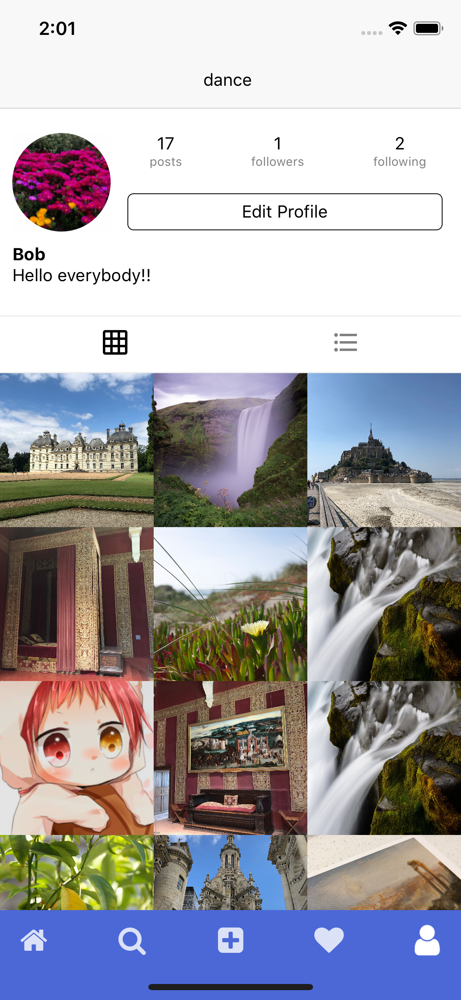 2:01
dance
17 1 2
posts followers following
Edit Profile
Bob
Hello everybody!!